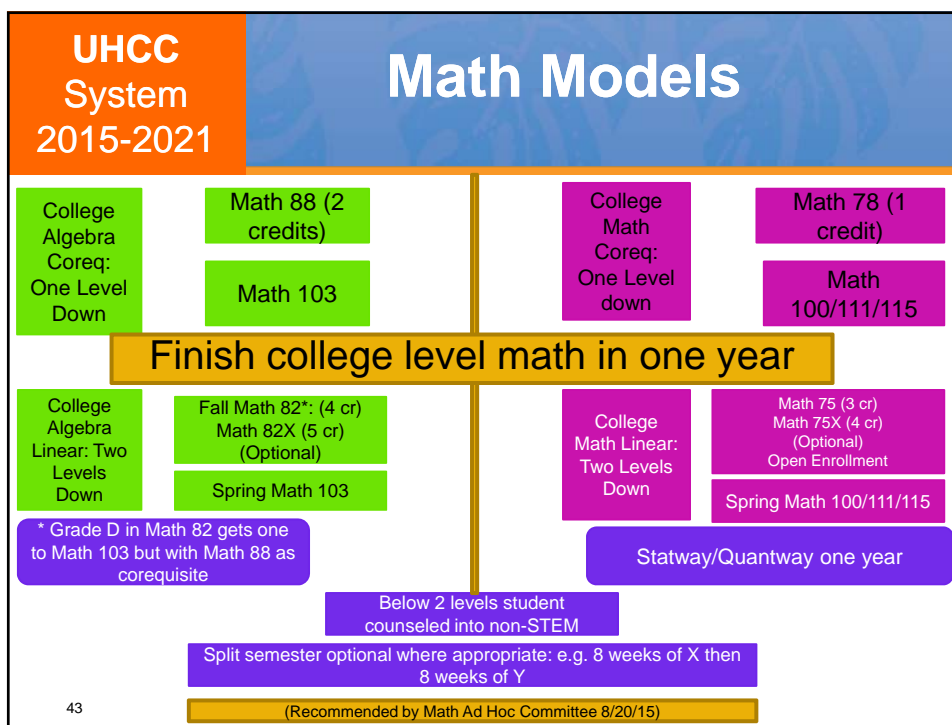 UHCC
System
2015-2021
Math Models
College
Algebra
Coreq:
One Level
Down
Math 88 (2
credits)
Math 103
College
Math
Coreq:
One Level
down
Math 78 (1
credit)
Math
100/111/115
Finish college level math in one year
College
Algebra
Linear: Two
Levels
Down
Fall Math 82*: (4 cr)
Math 82X (5 cr)
(Optional)
Spring Math 103
* Grade D in Math 82 gets one
to Math 103 but with Math 88 as
corequisite
College
Math Linear:
Two Levels
Down
Math 75 (3 cr)
Math 75X (4 cr)
(Optional)
Open Enrollment
Spring Math 100/111/115
Statway/Quantway one year
Below 2 levels student
counseled into non-STEM
Split semester optional where appropriate: e.g. 8 weeks of X then
8 weeks of Y
43
(Recommended by Math Ad Hoc Committee 8/20/15)